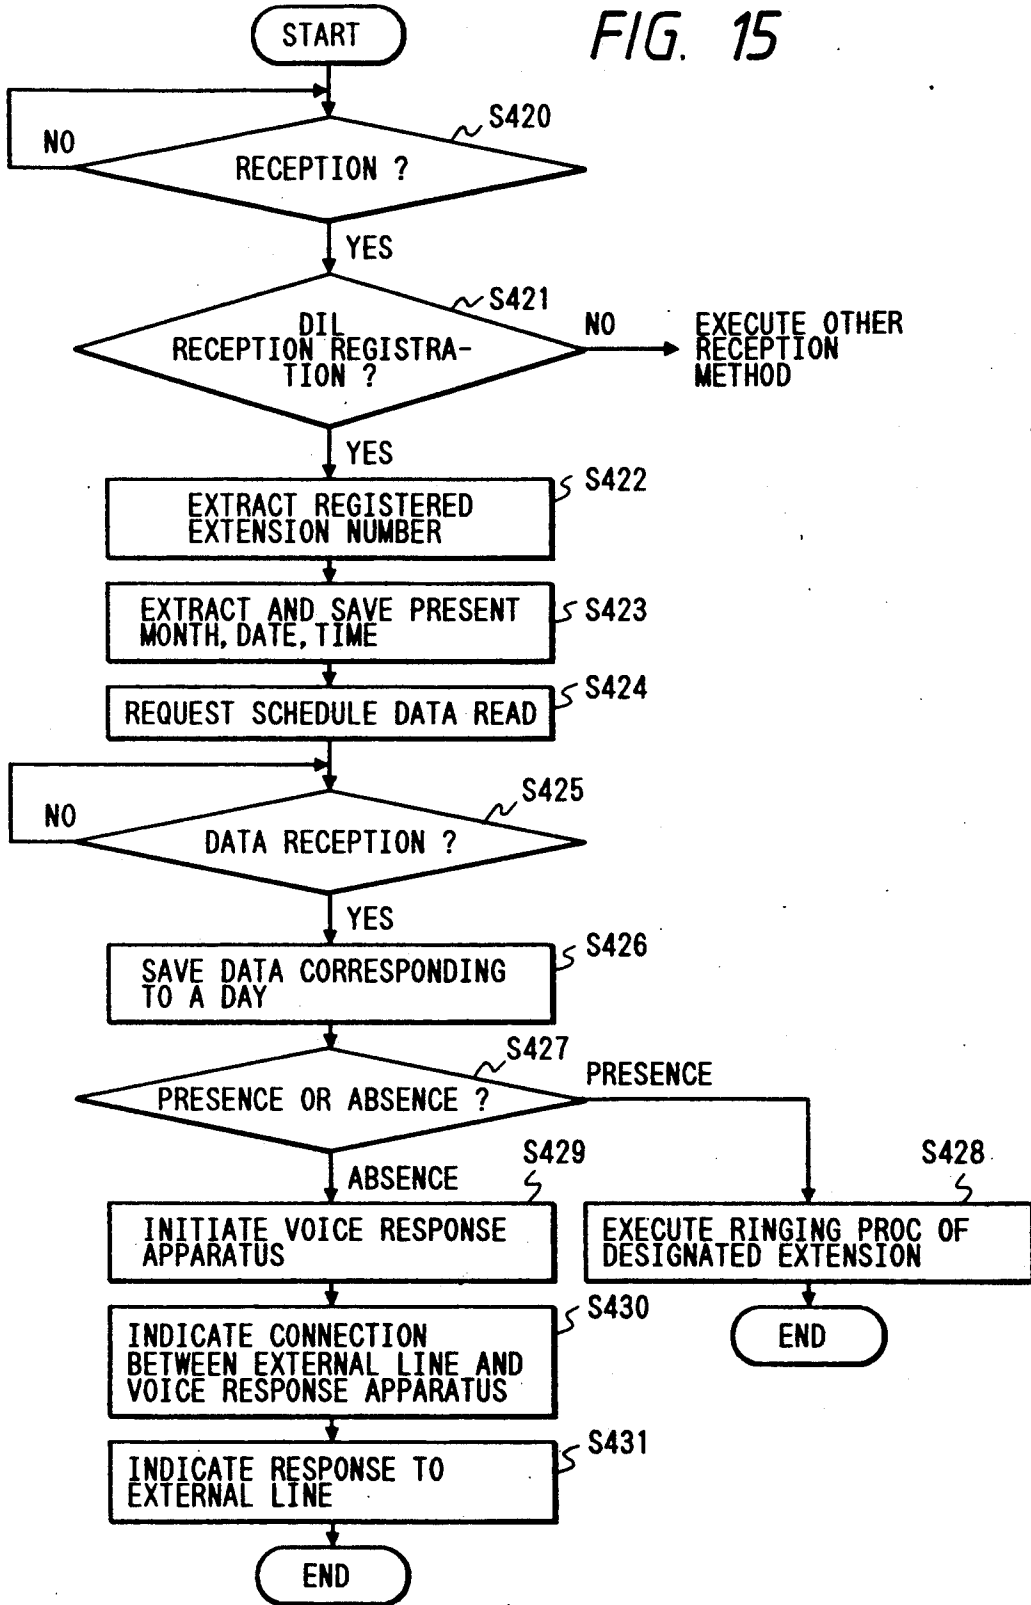 FIG. 15
START
S420
NO
RECEPTION ?
YES
S421
DIL
RECEPTION REGISTRA-
TION ?
NO
EXECUTE OTHER
RECEPTION
METHOD
YES
S422
EXTRACT REGISTERED
EXTENSION NUMBER
S423
EXTRACT AND SAVE PRESENT
MONTH, DATE, TIME
S424
REQUEST SCHEDULE DATA READ
S425
NO
DATA RECEPTION ?
YES
S426
SAVE DATA CORRESPONDING
TO A DAY
S427
PRESENCE OR ABSENCE ?
PRESENCE
ABSENCE
S429
INITIATE VOICE RESPONSE
APPARATUS
S428
EXECUTE RINGING PROC OF
DESIGNATED EXTENSION
END
S430
INDICATE CONNECTION
BETWEEN EXTERNAL LINE AND
VOICE RESPONSE APPARATUS
S431
INDICATE RESPONSE TO
EXTERNAL LINE
END